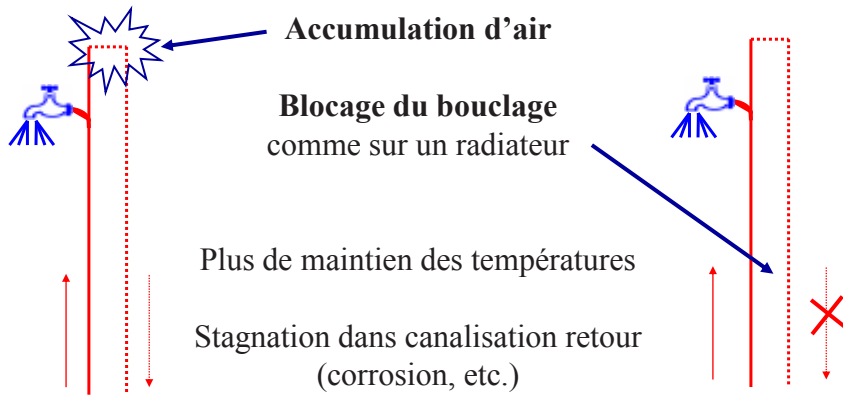 Accumulation d’air
Blocage du bouclage
comme sur un radiateur
Plus de maintien des températures
Stagnation dans canalisation retour
(corrosion, etc.)